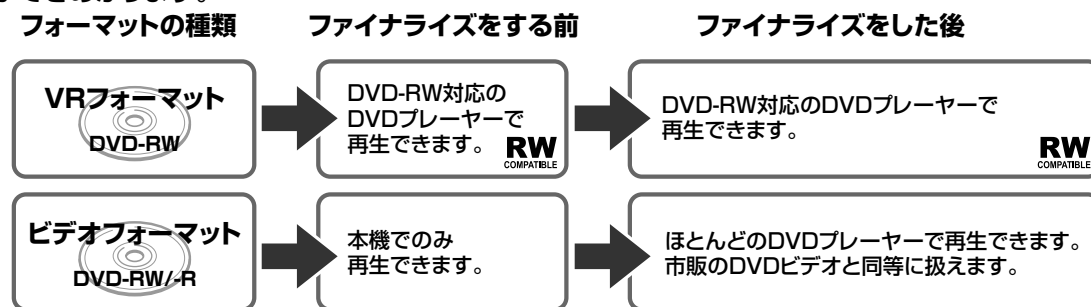 フォーマットの種類
ファイナライズをする前
ファイナライズをした後
VRフォーマット
DVD-RW
DVD-RW対応の
DVDプレーヤーで
再生できます。
RW
COMPATIBLE
DVD-RW対応のDVDプレーヤーで
再生できます。
RW
COMPATIBLE
ビデオフォーマット
DVD-RW/-R
本機でのみ
再生できます。
ほとんどのDVDプレーヤーで再生できます。
市販のDVDビデオと同等に扱えます。